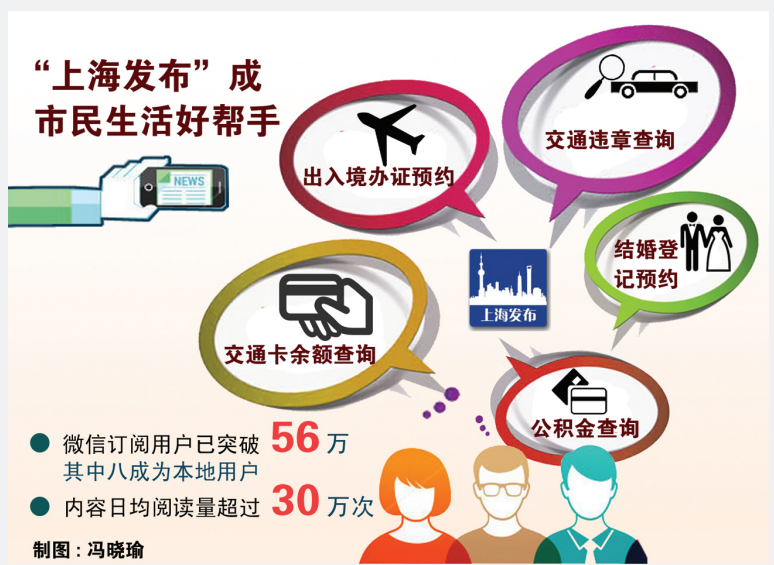 “上海发布”成
市民生活好帮手
NEWS
出入境办证预约
交通违章查询
结婚登
记预约
上海发布
交通卡余额查询
公积金查询
微信订阅用户已突破 56 万
其中八成为本地用户
内容日均阅读量超过 30 万次
制图：冯晓瑜